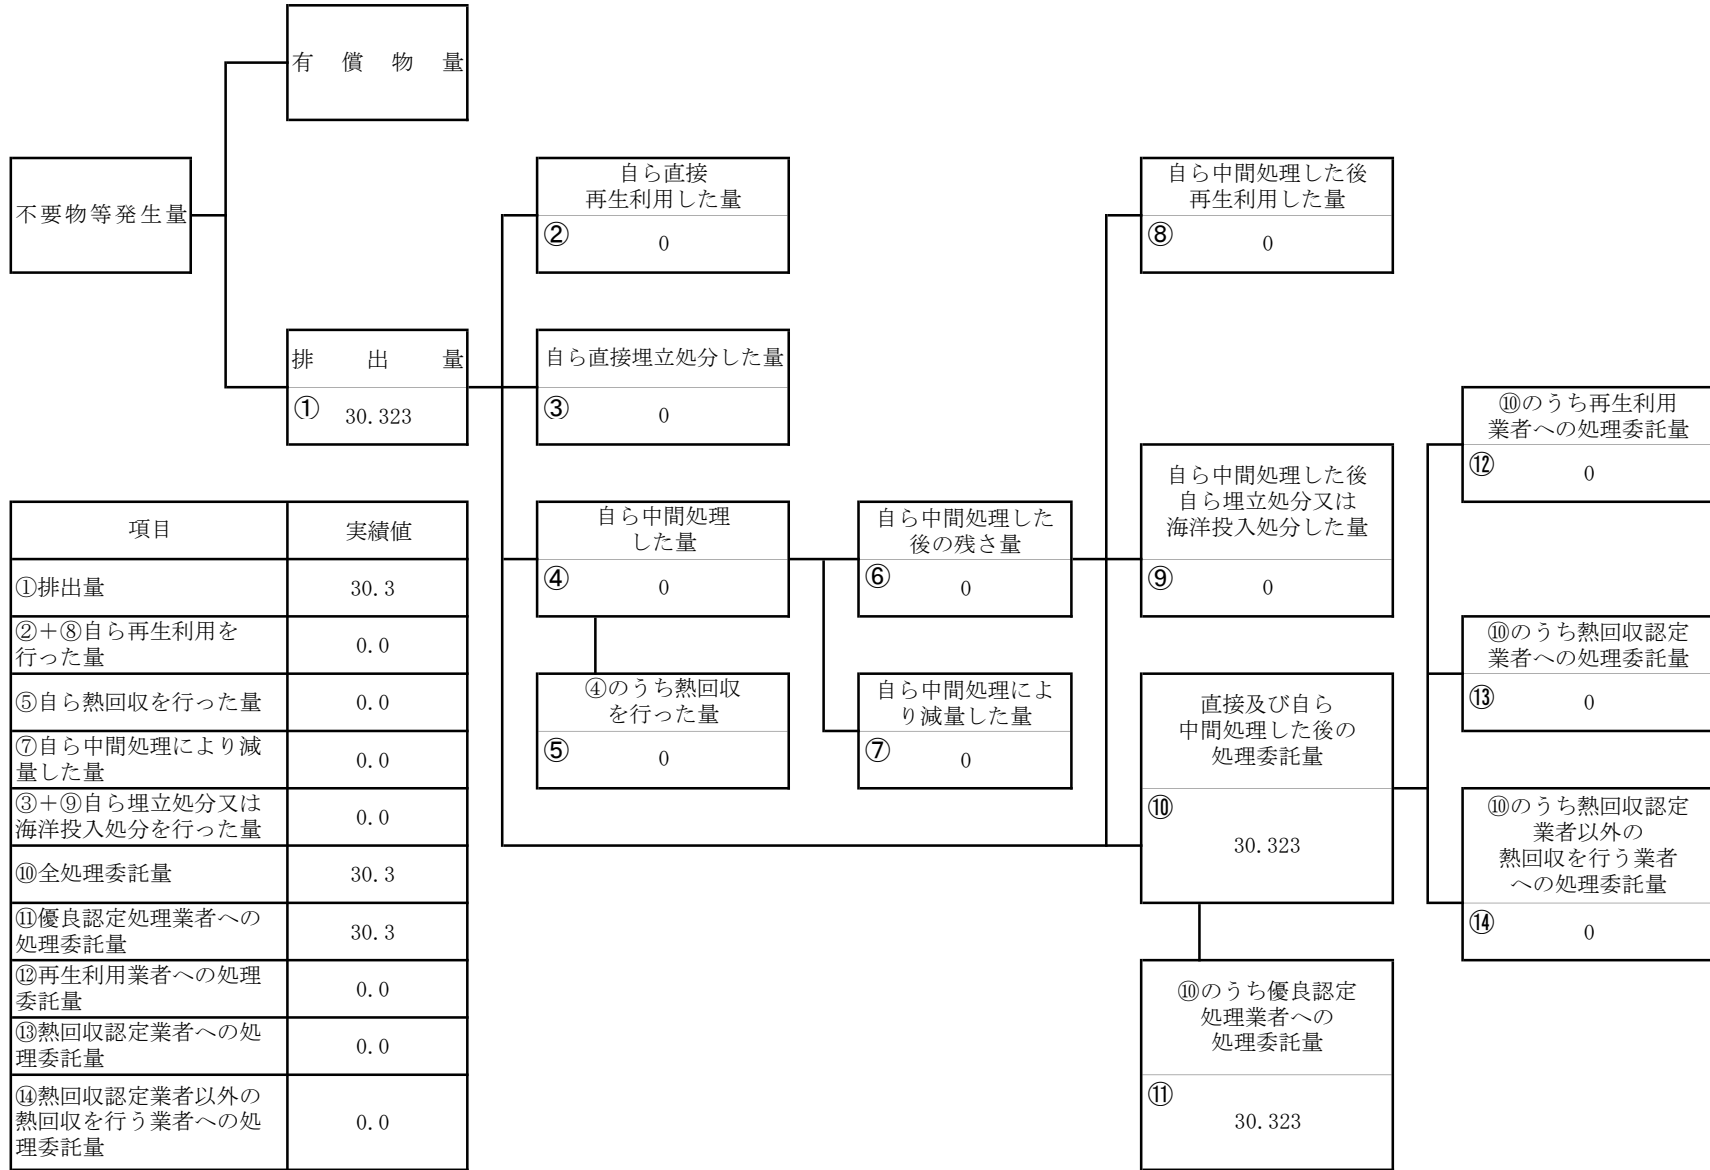 有償物量
不要物等発生量
自ら直接
再生利用した量
② 0
自ら中間処理した後
再生利用した量
⑧ 0
排出量
① 30.323
自ら直接埋立処分した量
③ 0
⑩のうち再生利用
業者への処理委託量
⑫ 0
自ら中間処理した後
自ら埋立処分又は
海洋投入処分した量
⑨ 0
自ら中間処理
した量
④ 0
自ら中間処理した
後の残さ量
⑥ 0
⑩のうち熱回収認定
業者への処理委託量
⑬ 0
④のうち熱回収
を行った量
⑤ 0
自ら中間処理によ
り減量した量
⑦ 0
直接及び自ら
中間処理した後の
処理委託量
⑩
30.323
⑩のうち熱回収認定
業者以外の
熱回収を行う業者
への処理委託量
⑭ 0
⑩のうち優良認定
処理業者への
処理委託量
⑪
30.323
項目 実績値
①排出量 30.3
②＋⑧自ら再生利用を
行った量 0.0
⑤自ら熱回収を行った量 0.0
⑦自ら中間処理により減
量した量 0.0
③＋⑨自ら埋立処分又は
海洋投入処分を行った量 0.0
⑩全処理委託量 30.3
⑪優良認定処理業者への
処理委託量 30.3
⑫再生利用業者への処理
委託量 0.0
⑬熱回収認定業者への処
理委託量 0.0
⑭熱回収認定業者以外の
熱回収を行う業者への処 0.0
理委託量